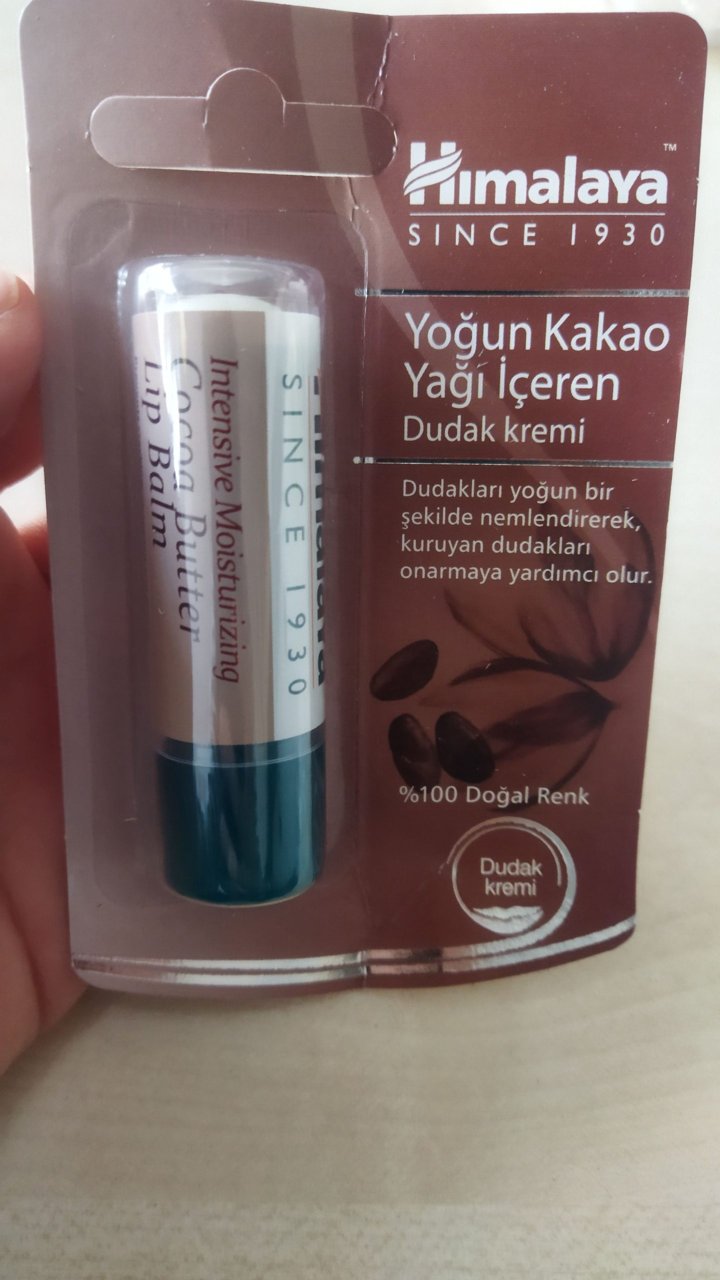 Himalaya™
SINCE 1930
Yoğun Kakao
Yağı İçeren
Dudak kremi
Dudakları yoğun bir
şekilde nemlendirerek,
kuruyan dudakları
onarmaya yardımcı olur.
%100 Doğal Renk
Dudak
kremi
SINCE 1930
Intensive Moisturizing
Cocoa Butter
Lip Balm